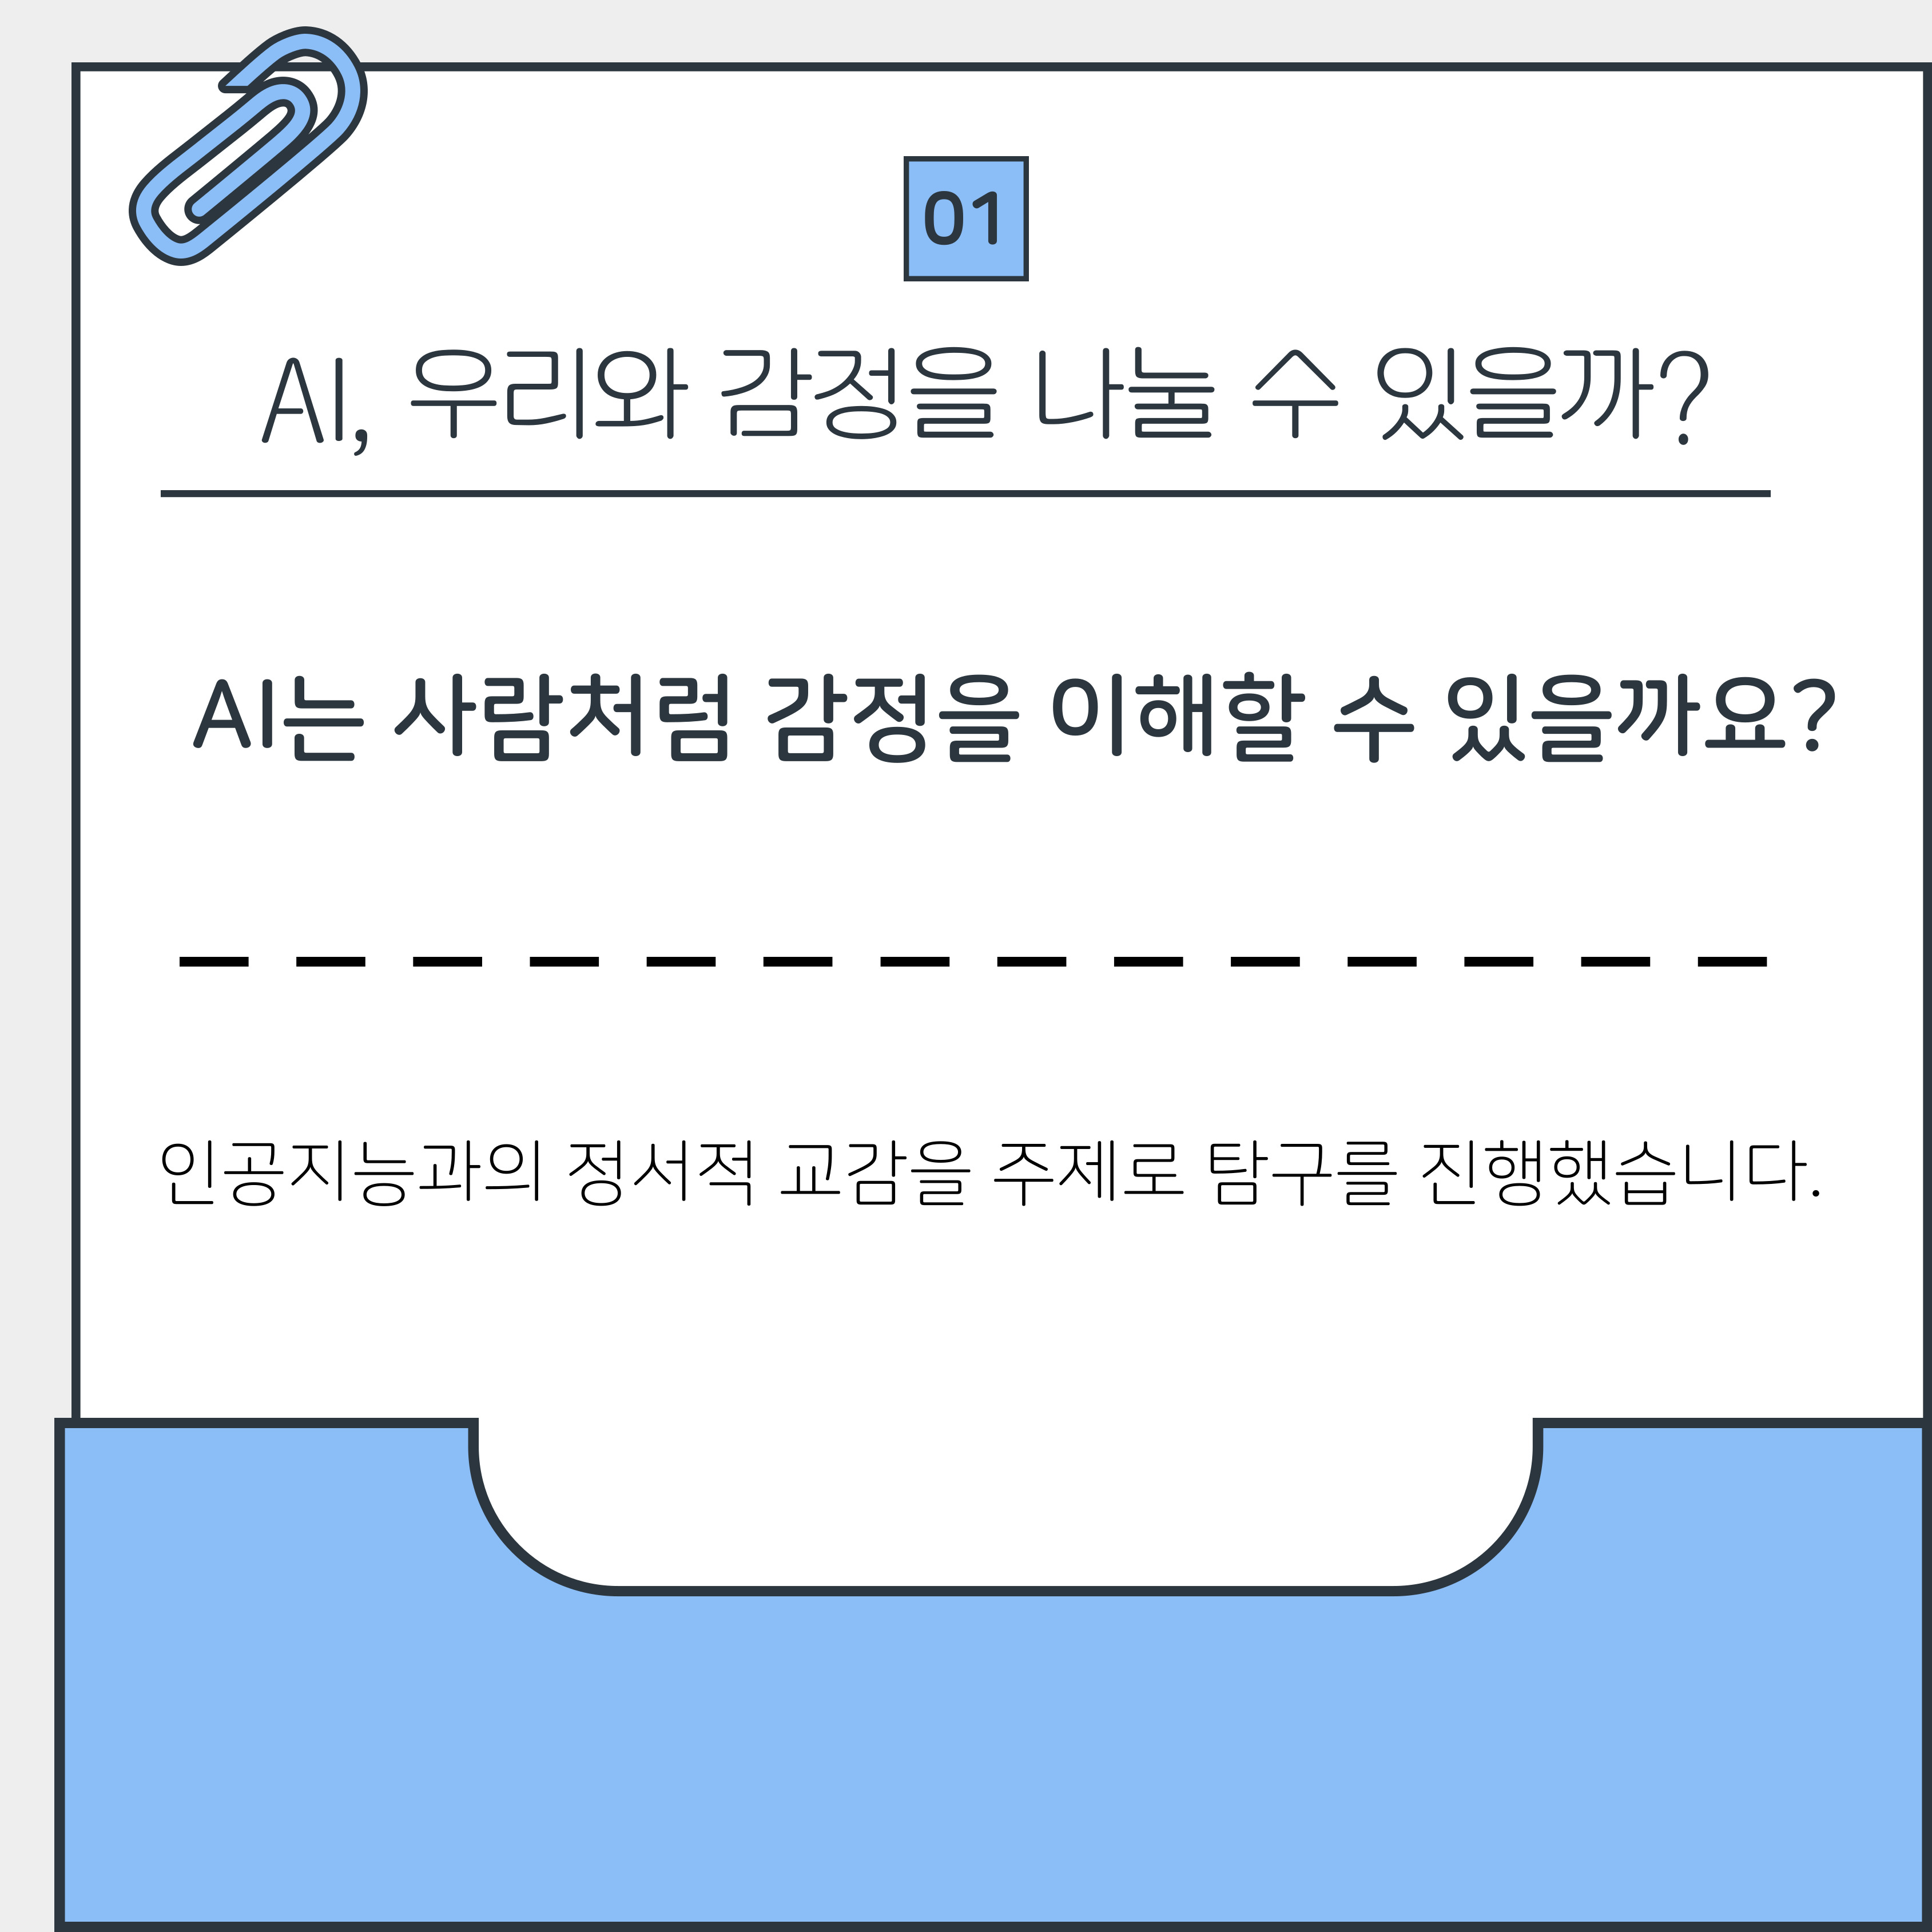 01
AI, 우리와 감정을 나눌 수 있을까?
AI는 사람처럼 감정을 이해할 수 있을까요?
인공지능과의 정서적 교감을 주제로 탐구를 진행했습니다.